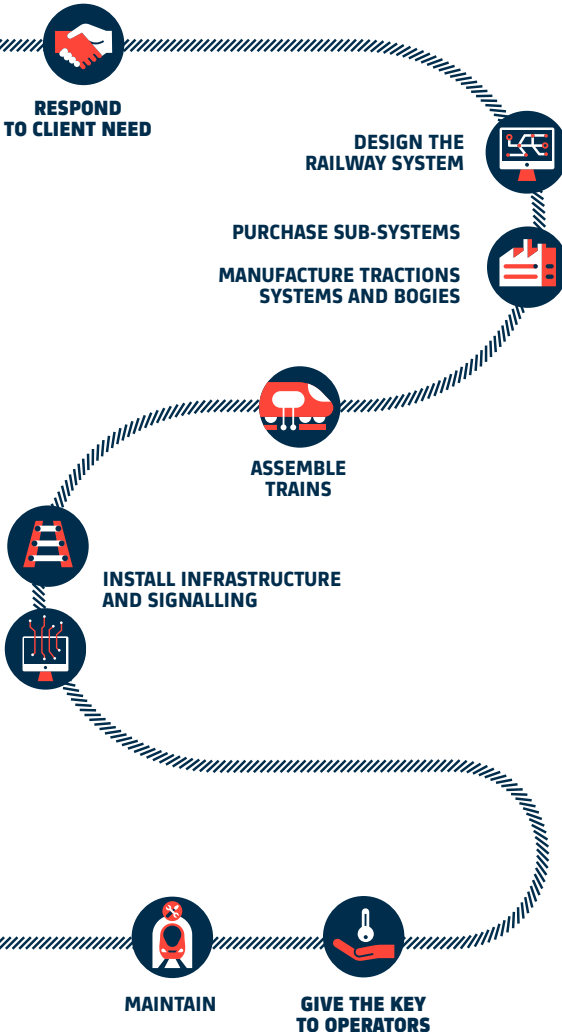 RESPOND
TO CLIENT NEED
DESIGN THE
RAILWAY SYSTEM
PURCHASE SUB-SYSTEMS
MANUFACTURE TRACTIONS
SYSTEMS AND BOGIES
ASSEMBLE
TRAINS
INSTALL INFRASTRUCTURE
AND SIGNALLING
MAINTAIN
GIVE THE KEY
TO OPERATORS